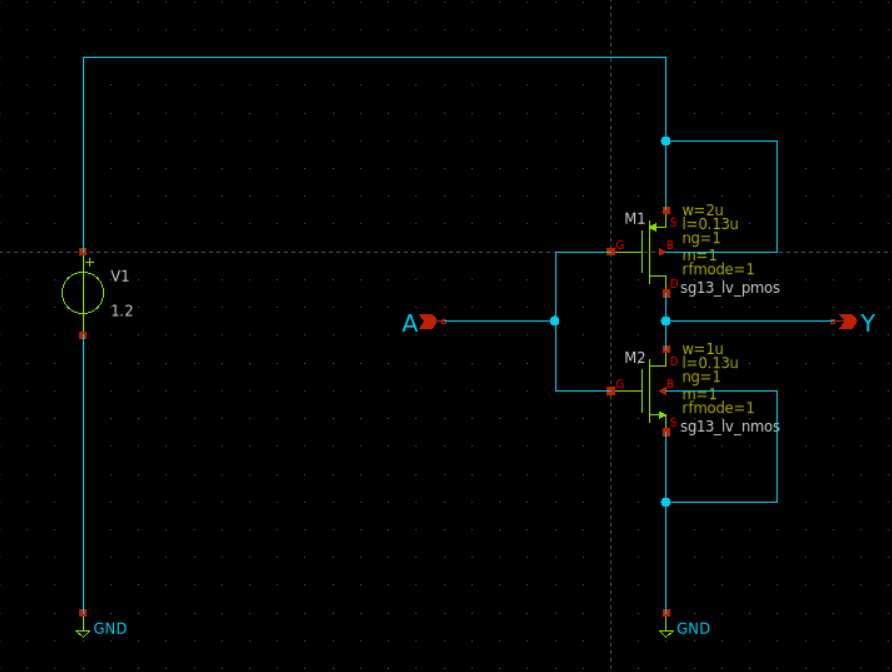 M1
w=2u
S
l=0.13u
ng=1
G
B
m=1
rfmode=1
D
sg13_lv_pmos
+
V1
1.2
A
Y
M2
w=1u
D
l=0.13u
ng=1
G
B
m=1
rfmode=1
S
sg13_lv_nmos
GND
GND